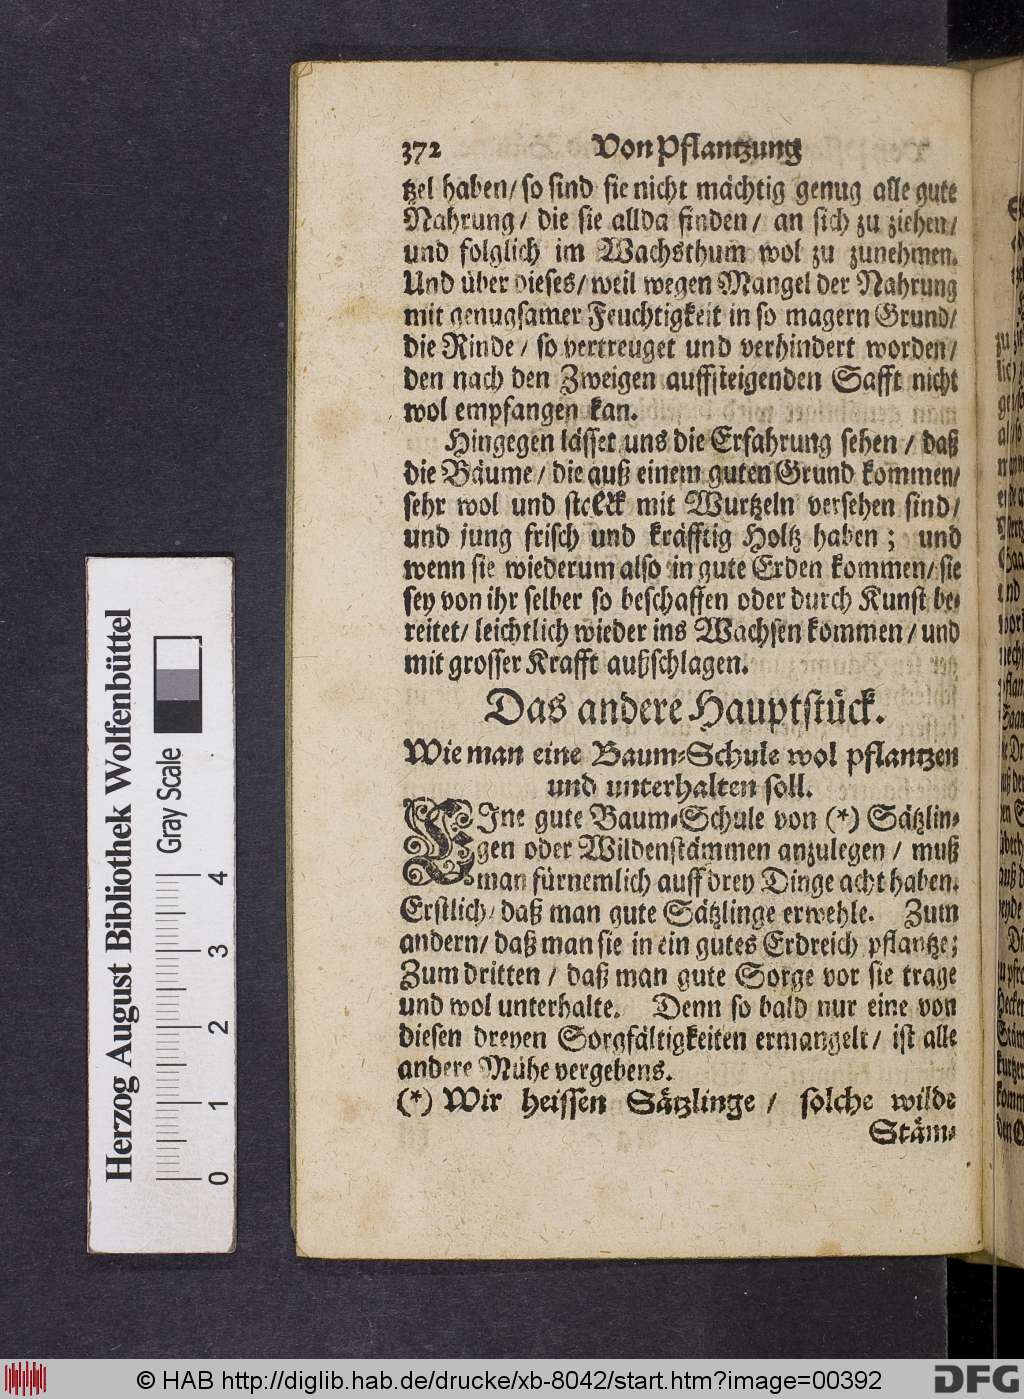 372 Von Pflantzung
tzel haben/ so sind sie nicht mächtig genug alle gute
Nahrung/ die sie allda finden/ an sich zu ziehen/
und folglich im Wachsthum wol zu zunehmen.
Und über dieses/ weil wegen Mangel der Nahrung
mit genugsamer Feuchtigkeit in so magern Grund/
die Rinde/ so vertreuget und verhindert worden/
den nach den Zweigen auffsteigenden Safft nicht
wol empfangen kan.
Hingegen lässet uns die Erfahrung sehen/ daß
die Bäume/ die auß einem guten Grund kommen/
sehr wol und starck mit Wurtzeln versehen sind/
und jung frisch und kräfftig Holtz haben; und
wenn sie wiederum also in gute Erden kommen/ sie
sey von ihr selber so beschaffen oder durch Kunst be-
reitet/ leichtlich wieder ins Wachsen kommen/ und
mit grosser Krafft außschlagen.
Das andere Hauptstück.
Wie man eine Baum-Schule wol pflantzen
und unterhalten soll.
EIne gute Baum-Schule von (*) Sätzlin-
gen oder Wildenstämmen anzulegen/ muß
man fürnemlich auff drey Dinge acht haben.
Erstlich/ daß man gute Sätzlinge erwehle. Zum
andern/ daß man sie in ein gutes Erdreich pflantze;
Zum dritten/ daß man gute Sorge vor sie trage
und wol unterhalte. Denn so bald nur eine von
diesen dreyen Sorgfältigkeiten ermangelt/ ist alle
andere Mühe vergebens.
(*) Wir heissen Sätzlinge/ solche wilde
Stäm-
Herzog August Bibliothek Wolfenbüttel
Gray Scale
0 1 2 3 4
© HAB http://diglib.hab.de/drucke/xb-8042/start.htm?image=00392
DFG